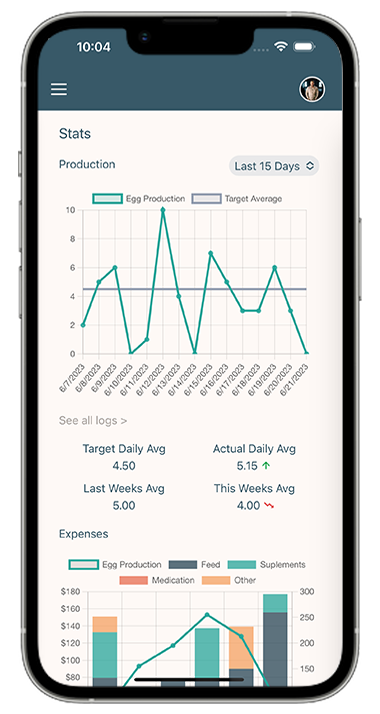 10:04
Stats
Production
Last 15 Days
Egg Production Target Average
10
8
6
4
2
0
6/7/2023 6/8/2023 6/9/2023 6/10/2023 6/11/2023 6/12/2023 6/13/2023 6/14/2023 6/15/2023 6/16/2023 6/17/2023 6/18/2023 6/19/2023 6/20/2023 6/21/2023
See all logs >
Target Daily Avg Actual Daily Avg
4.50 5.15
Last Weeks Avg This Weeks Avg
5.00 4.00
Expenses
Egg Production Feed Suplements
Medication Other
$180 300
$160
$140 250
$120 200
$100
$80 150